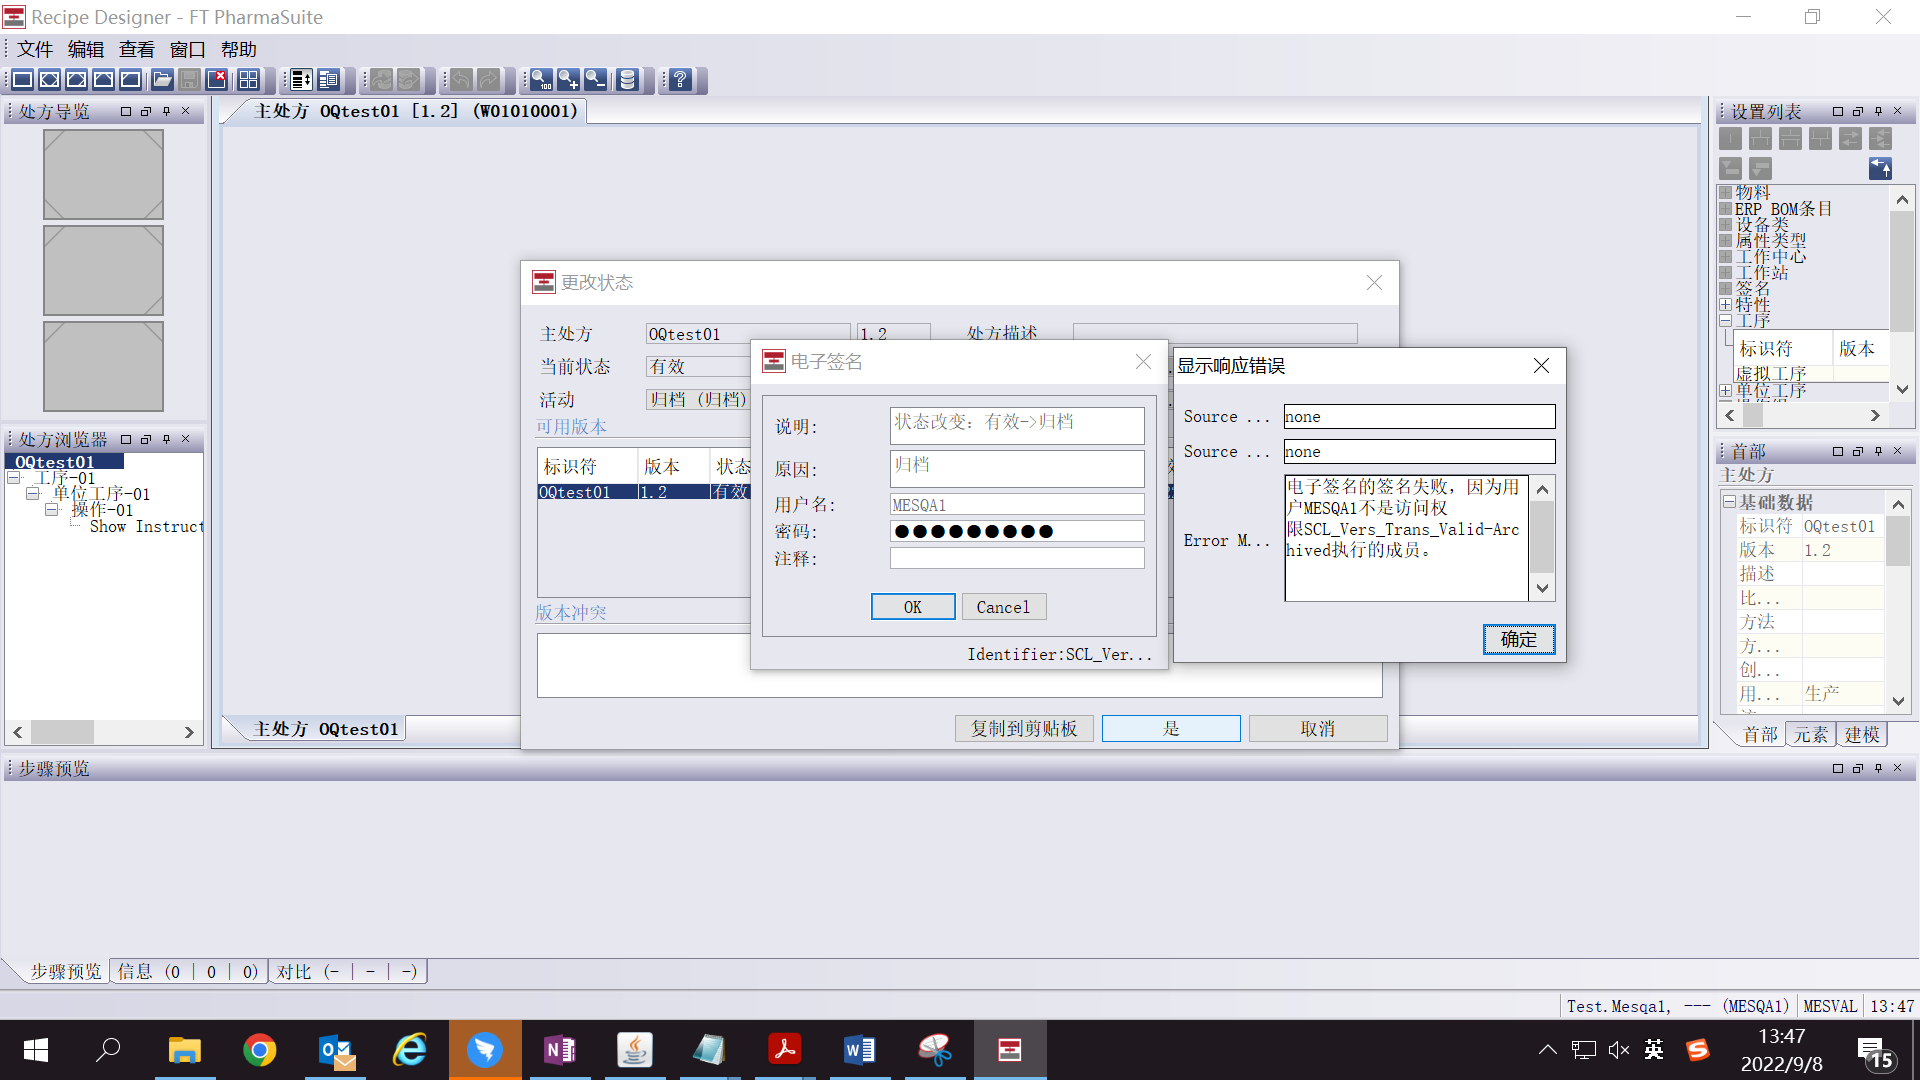 Recipe Designer - FT PharmaSuite
文件 编辑 查看 窗口 帮助
处方导览
主处方 OQtest01 [1.2] (W01010001)
设置列表
物料
ERP BOM条目
设备类
属性类型
工作中心
工作站
签名
特性
工序
标识符 版本
虚拟工序
单位工序
处方浏览器
OQtest01
工序-01
单位工序-01
操作-01
Show Instruct
更改状态
主处方 OQtest01 1.2 处方描述
当前状态 有效
活动 归档 (归档)
可用版本
标识符 版本 状态
OQtest01 1.2 有效
版本冲突
复制到剪贴板 是 取消
电子签名
说明: 状态改变: 有效->归档
原因: 归档
用户名: MESQA1
密码: ●●●●●●●●●
注释:
OK Cancel
Identifier:SCL_Ver...
显示响应错误
Source ... none
Source ... none
Error M...
电子签名的签名失败，因为用
户MESQA1不是访问权
限SCL_Vers_Trans_Valid-Arc
hived执行的成员。
确定
首部
主处方
基础数据
标识符 OQtest01
版本 1.2
描述
比...
方法
方...
创...
用... 生产
首部 元素 建模
主处方 OQtest01
步骤预览
步骤预览 信息 (0 | 0 | 0) 对比 (- | - | -)
Test.Mesqa1, --- (MESQA1) MESVAL 13:47
英
13:47
2022/9/8
15